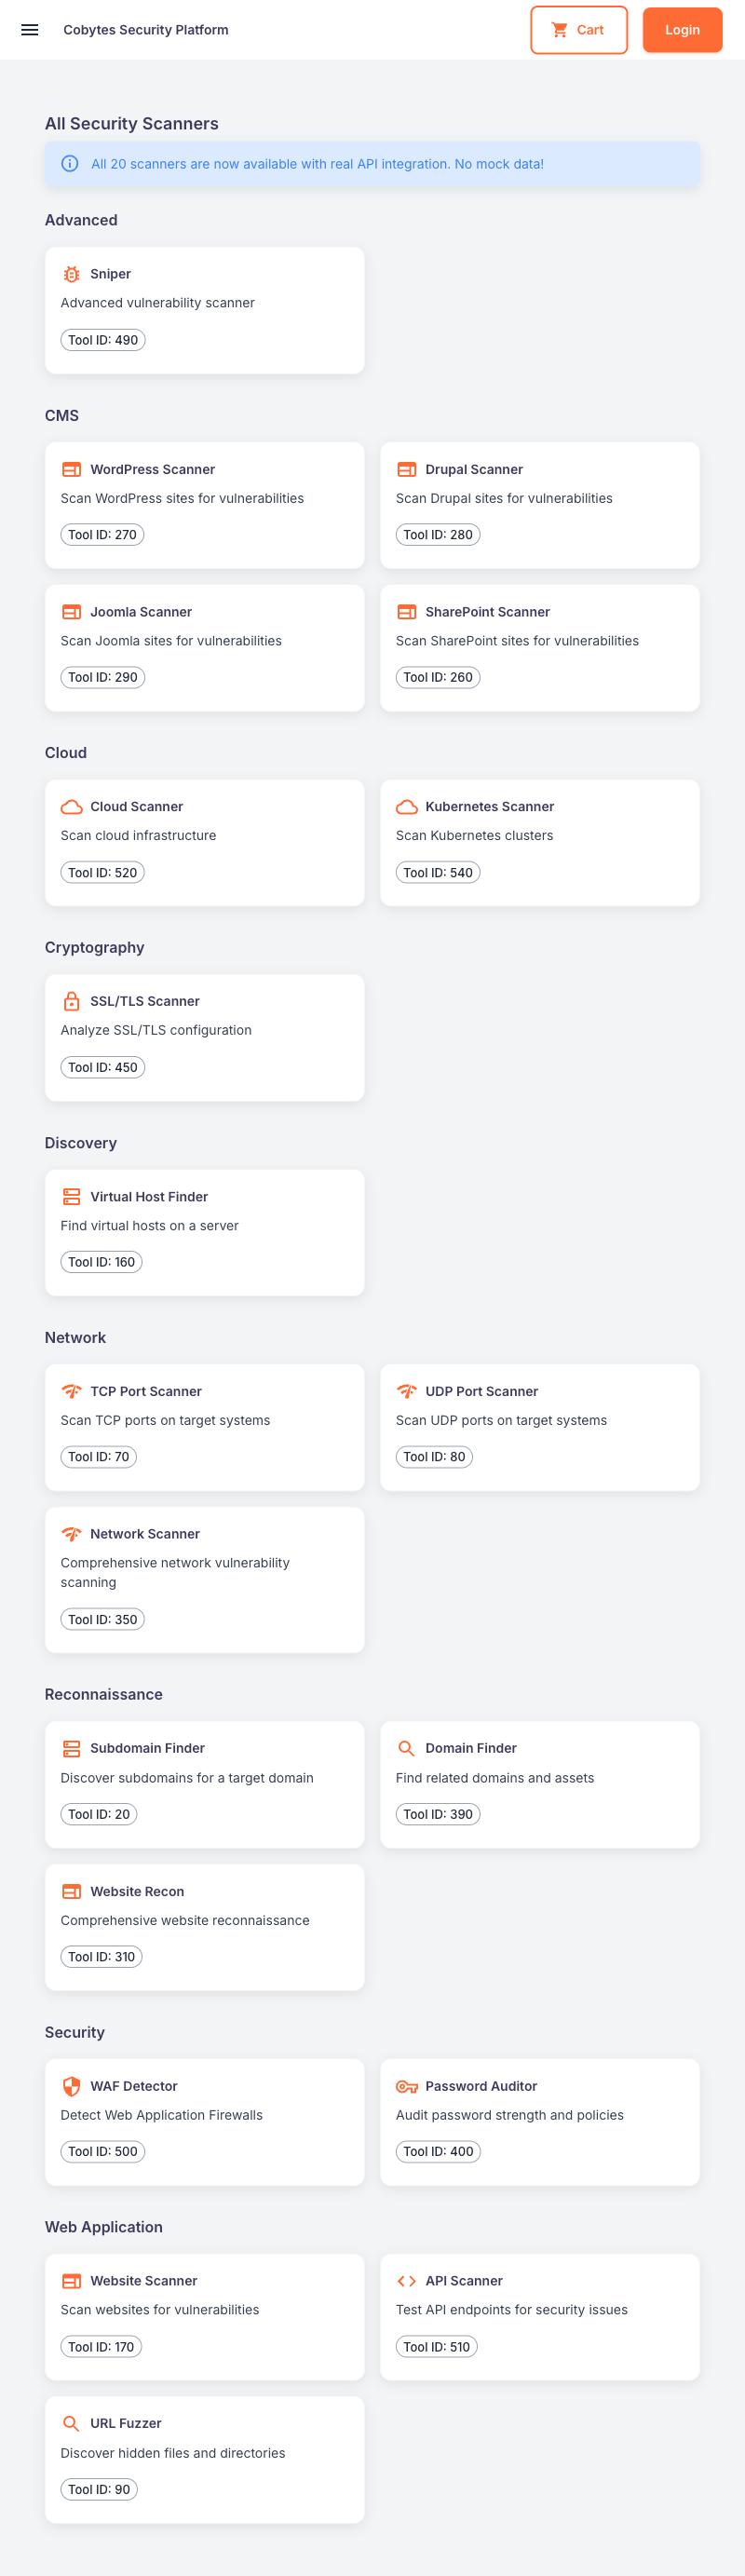 Cobytes Security Platform
Cart
Login
All Security Scanners
All 20 scanners are now available with real API integration. No mock data!
Advanced
Sniper
Advanced vulnerability scanner
Tool ID: 490
CMS
WordPress Scanner
Scan WordPress sites for vulnerabilities
Tool ID: 270
Drupal Scanner
Scan Drupal sites for vulnerabilities
Tool ID: 280
Joomla Scanner
Scan Joomla sites for vulnerabilities
Tool ID: 290
SharePoint Scanner
Scan SharePoint sites for vulnerabilities
Tool ID: 260
Cloud
Cloud Scanner
Scan cloud infrastructure
Tool ID: 520
Kubernetes Scanner
Scan Kubernetes clusters
Tool ID: 540
Cryptography
SSL/TLS Scanner
Analyze SSL/TLS configuration
Tool ID: 450
Discovery
Virtual Host Finder
Find virtual hosts on a server
Tool ID: 160
Network
TCP Port Scanner
Scan TCP ports on target systems
Tool ID: 70
UDP Port Scanner
Scan UDP ports on target systems
Tool ID: 80
Network Scanner
Comprehensive network vulnerability
scanning
Tool ID: 350
Reconnaissance
Subdomain Finder
Discover subdomains for a target domain
Tool ID: 20
Domain Finder
Find related domains and assets
Tool ID: 390
Website Recon
Comprehensive website reconnaissance
Tool ID: 310
Security
WAF Detector
Detect Web Application Firewalls
Tool ID: 500
Password Auditor
Audit password strength and policies
Tool ID: 400
Web Application
Website Scanner
Scan websites for vulnerabilities
Tool ID: 170
API Scanner
Test API endpoints for security issues
Tool ID: 510
URL Fuzzer
Discover hidden files and directories
Tool ID: 90